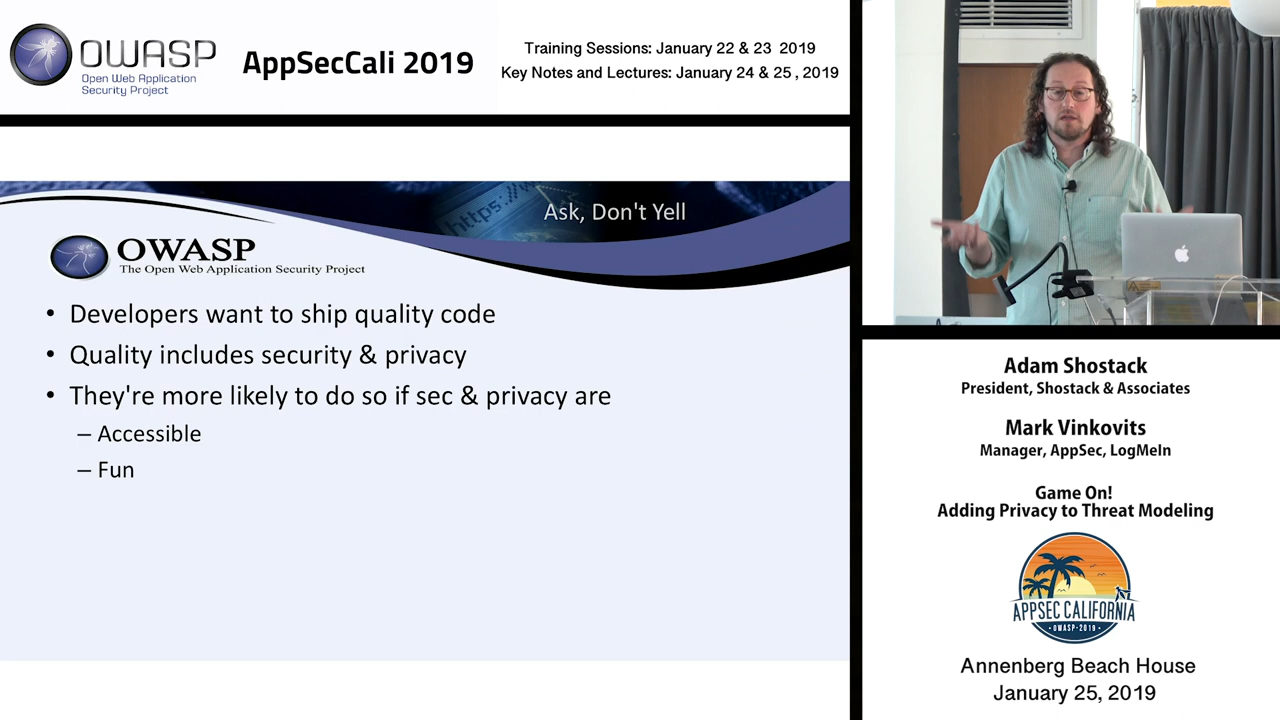 OWASP
Open Web Application
Security Project
AppSecCali 2019
Training Sessions: January 22 & 23 2019
Key Notes and Lectures: January 24 & 25 , 2019
https:
Ask, Don't Yell
OWASP
The Open Web Application Security Project
• Developers want to ship quality code
• Quality includes security & privacy
• They're more likely to do so if sec & privacy are
– Accessible
– Fun
Adam Shostack
President, Shostack & Associates
Mark Vinkovits
Manager, AppSec, LogMeIn
Game On!
Adding Privacy to Threat Modeling
APPSEC CALIFORNIA
• OWASP•2019 •
Annenberg Beach House
January 25, 2019